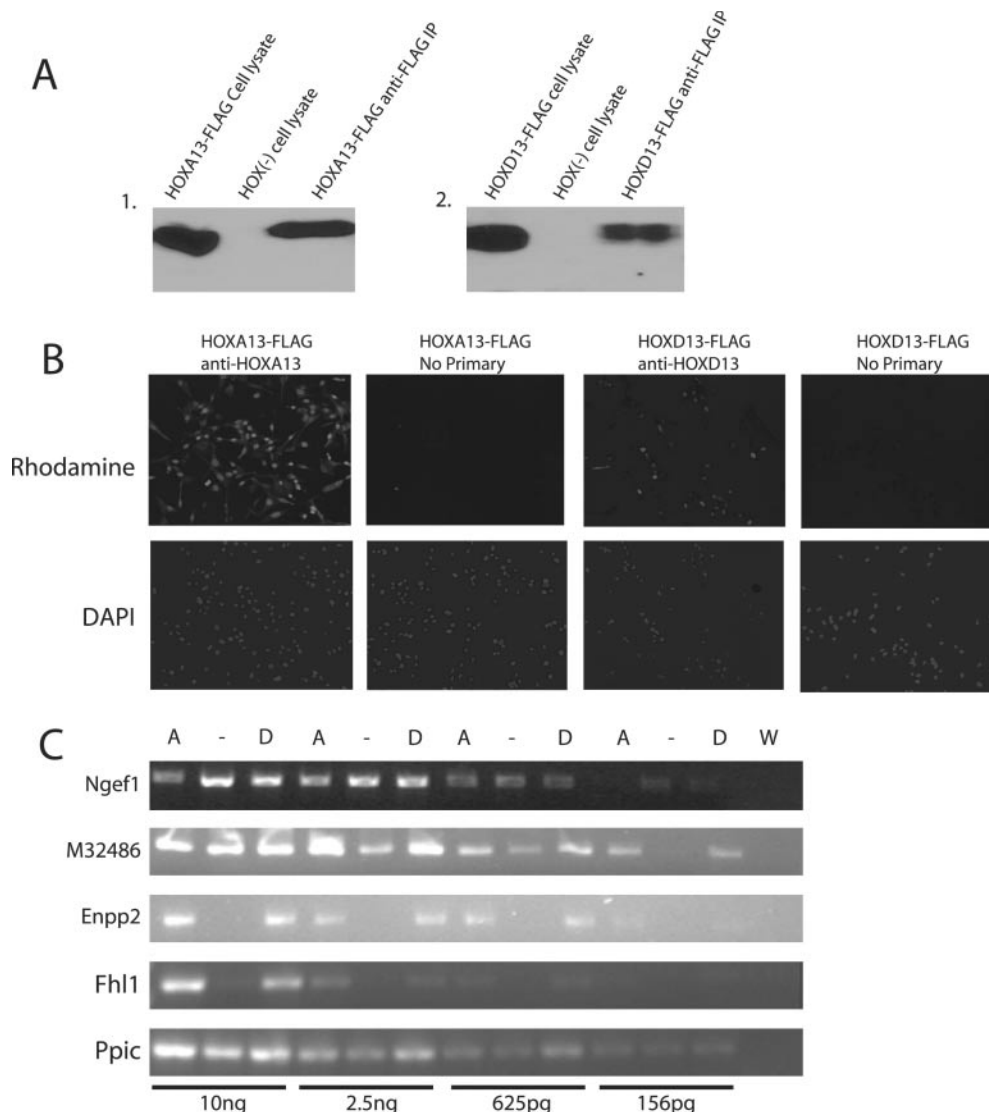 A
HOXA13-FLAG Cell lysate
HOX(-) cell lysate
HOXA13-FLAG anti-FLAG IP
HOXD13-FLAG cell lysate
HOX(-) cell lysate
HOXD13-FLAG anti-FLAG IP
1.
2.
B
HOXA13-FLAG
anti-HOXA13
HOXA13-FLAG
No Primary
HOXD13-FLAG
anti-HOXD13
HOXD13-FLAG
No Primary
Rhodamine
DAPI
C
A - D A - D A - D A - D W
Ngef1
M32486
Enpp2
Fhl1
Ppic
10ng 2.5ng 625pg 156pg